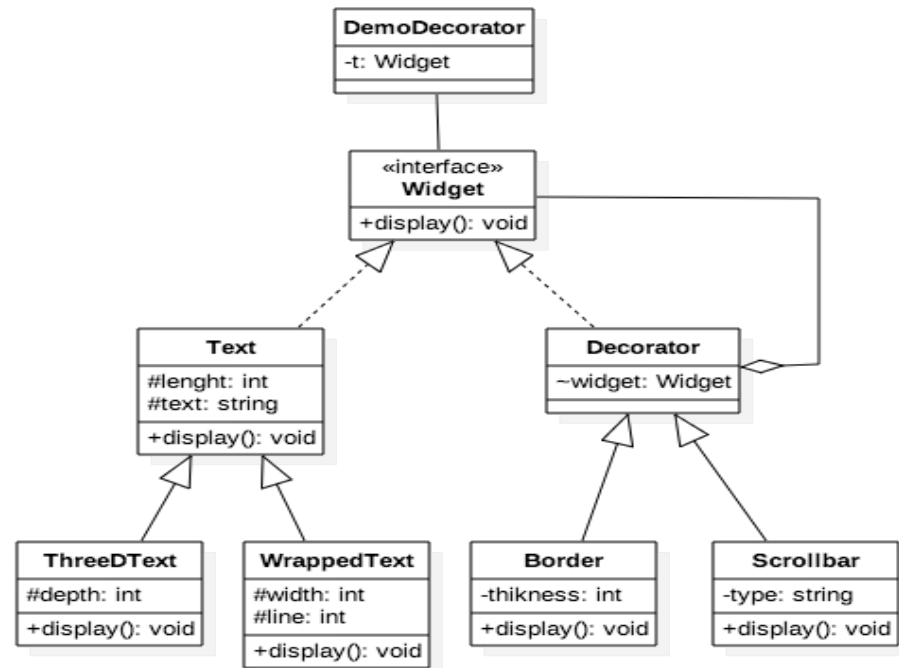 DemoDecorator
-t: Widget
«interface»
Widget
+display(): void
Text
#lenght: int
#text: string
+display(): void
Decorator
~widget: Widget
ThreeDText
#depth: int
+display(): void
WrappedText
#width: int
#line: int
+display(): void
Border
-thikness: int
+display(): void
Scrollbar
-type: string
+display(): void